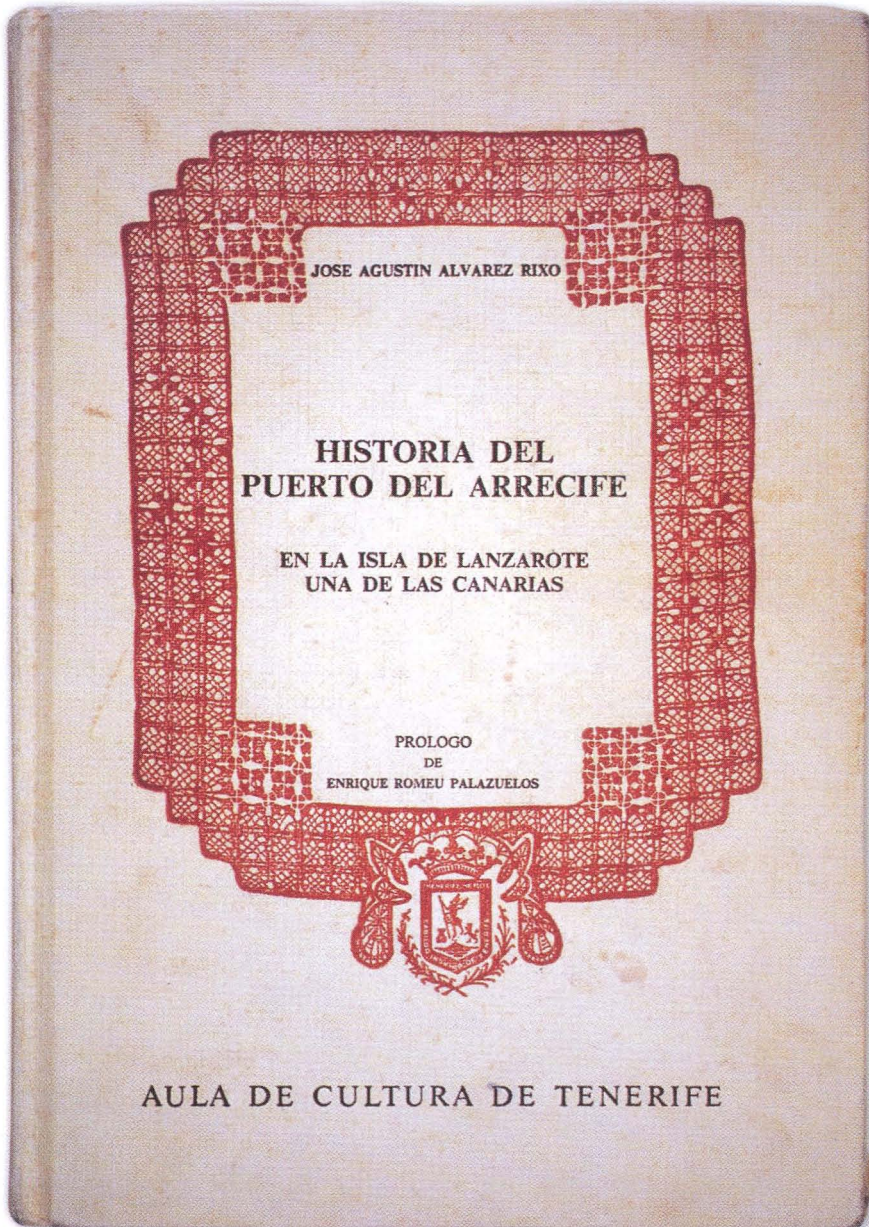 JOSE AGUSTIN ALVAREZ RIXO
HISTORIA DEL
PUERTO DEL ARRECIFE
EN LA ISLA DE LANZAROTE
UNA DE LAS CANARIAS
PROLOGO
DE
ENRIQUE ROMEU PALAZUELOS
AULA DE CULTURA DE TENERIFE